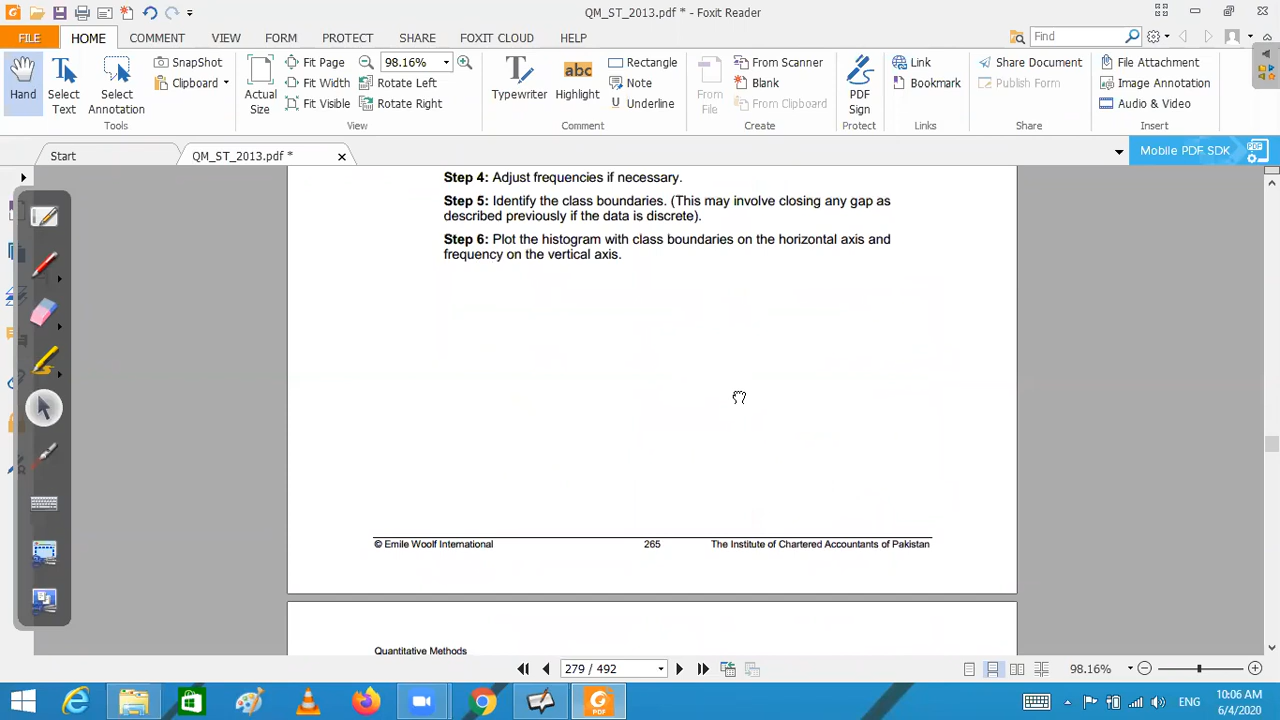 QM_ST_2013.pdf * - Foxit Reader
FILE HOME COMMENT VIEW FORM PROTECT SHARE FOXIT CLOUD HELP Find
Hand
Select Text
Select Annotation
SnapShot
Clipboard
Tools
Actual Size
Fit Page
Fit Width
Fit Visible
98.16%
Rotate Left
Rotate Right
View
Typewriter
abc
Highlight
Rectangle
Note
Underline
Comment
From File
From Scanner
Blank
From Clipboard
Create
PDF Sign
Protect
Link
Bookmark
Links
Share Document
Publish Form
Share
File Attachment
Image Annotation
Audio & Video
Insert
Start QM_ST_2013.pdf * Mobile PDF SDK PDF
Step 4: Adjust frequencies if necessary.
Step 5: Identify the class boundaries. (This may involve closing any gap as
described previously if the data is discrete).
Step 6: Plot the histogram with class boundaries on the horizontal axis and
frequency on the vertical axis.
© Emile Woolf International 265 The Institute of Chartered Accountants of Pakistan
Quantitative Methods
279 / 492 98.16%
PDF
ENG
10:06 AM
6/4/2020